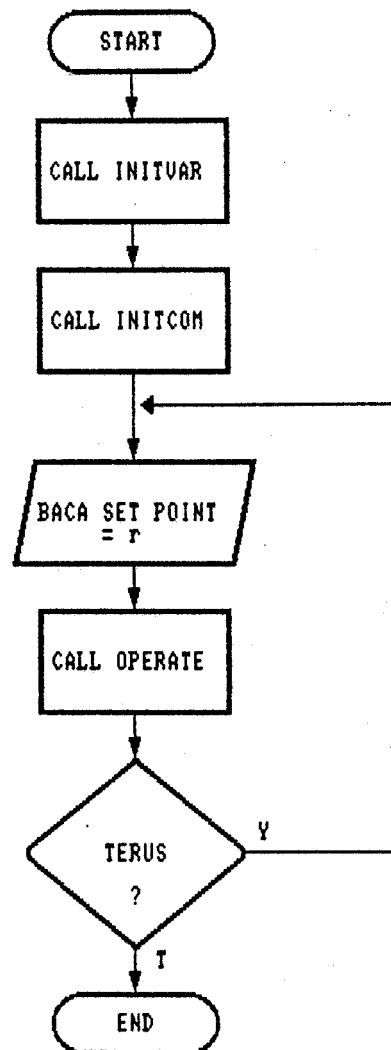 START
CALL INITVAR
CALL INITCOM
BACA SET POINT
= r
CALL OPERATE
TERUS
?
Y
T
END